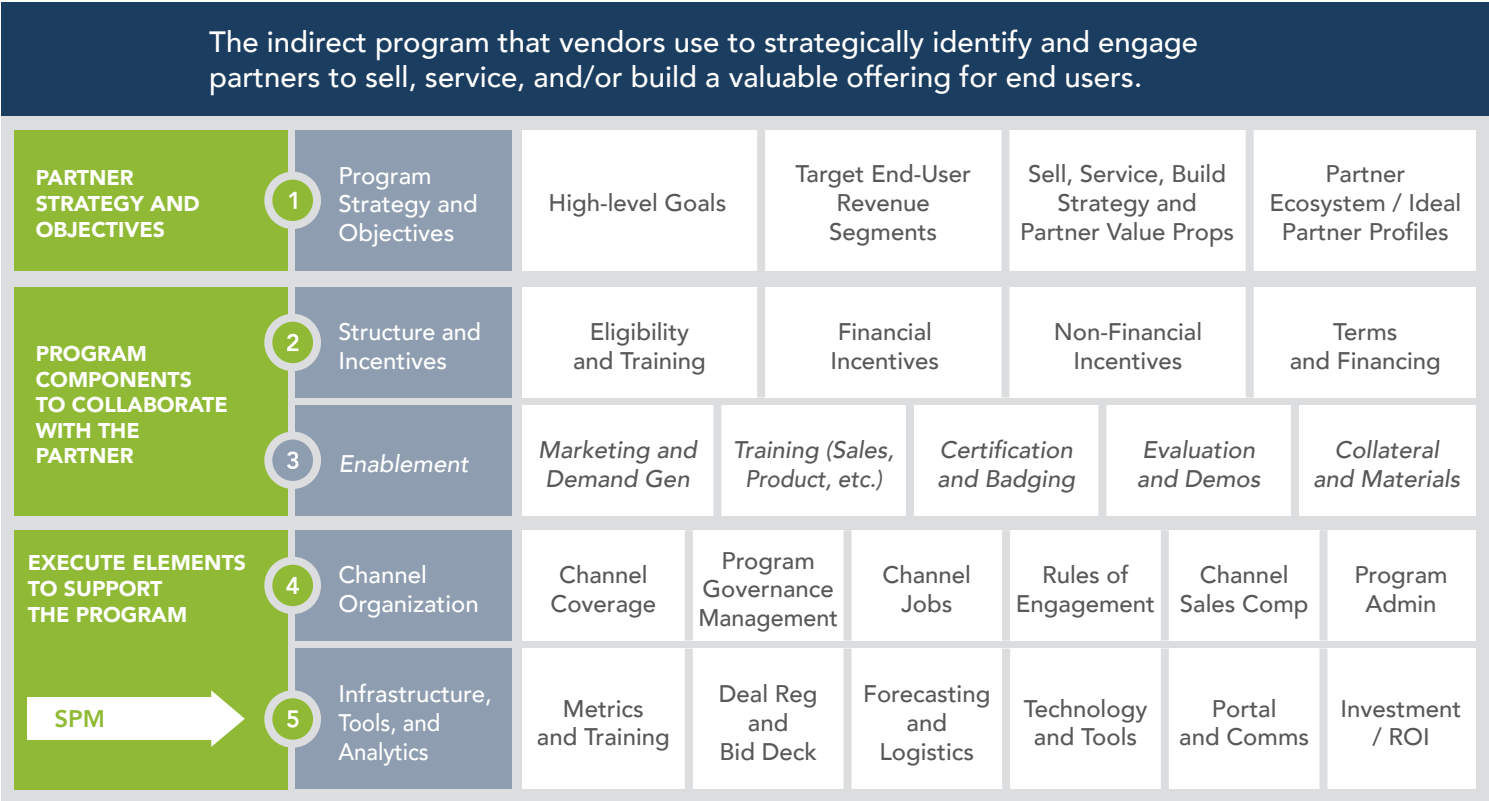 The indirect program that vendors use to strategically identify and engage
partners to sell, service, and/or build a valuable offering for end users.
PARTNER
STRATEGY AND
OBJECTIVES
1
Program
Strategy and
Objectives
High-level Goals
Target End-User
Revenue
Segments
Sell, Service, Build
Strategy and
Partner Value Props
Partner
Ecosystem / Ideal
Partner Profiles
PROGRAM
COMPONENTS
TO COLLABORATE
WITH THE
PARTNER
2
Structure and
Incentives
Eligibility
and Training
Financial
Incentives
Non-Financial
Incentives
Terms
and Financing
3
Enablement
Marketing and
Demand Gen
Training (Sales,
Product, etc.)
Certification
and Badging
Evaluation
and Demos
Collateral
and Materials
EXECUTE ELEMENTS
TO SUPPORT
THE PROGRAM
4
Channel
Organization
Channel
Coverage
Program
Governance
Management
Channel
Jobs
Rules of
Engagement
Channel
Sales Comp
Program
Admin
SPM
5
Infrastructure,
Tools, and
Analytics
Metrics
and Training
Deal Reg
and
Bid Deck
Forecasting
and
Logistics
Technology
and Tools
Portal
and Comms
Investment
/ ROI